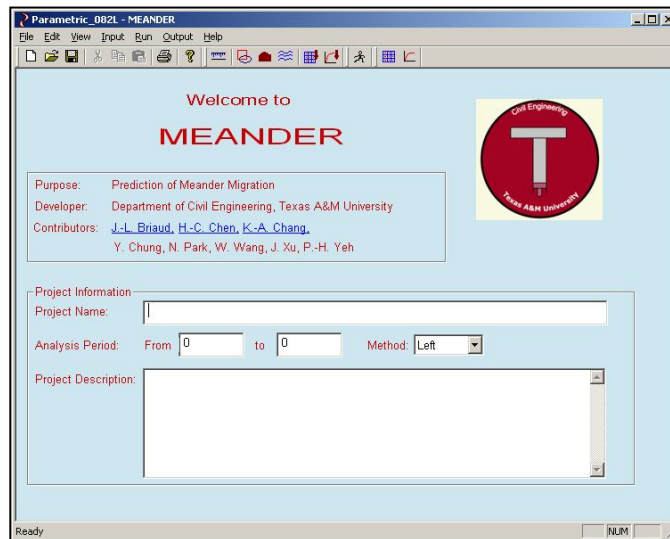 Parametric_082L - MEANDER
File Edit View Input Run Output Help
Welcome to
MEANDER
Civil Engineering
T
Texas A&M University
Purpose: Prediction of Meander Migration
Developer: Department of Civil Engineering, Texas A&M University
Contributors: J.-L. Briaud, H.-C. Chen, K.-A. Chang,
Y. Chung, N. Park, W. Wang, J. Xu, P.-H. Yeh
Project Information
Project Name:
Analysis Period: From 0 to 0 Method: Left
Project Description:
Ready NUM